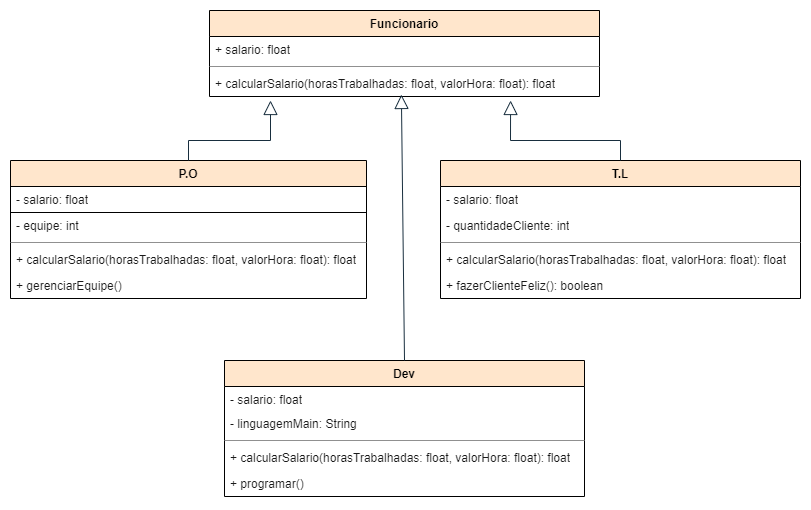 Funcionario
+ salario: float
+ calcularSalario(horasTrabalhadas: float, valorHora: float): float
P.O
- salario: float
- equipe: int
+ calcularSalario(horasTrabalhadas: float, valorHora: float): float
+ gerenciarEquipe()
T.L
- salario: float
- quantidadeCliente: int
+ calcularSalario(horasTrabalhadas: float, valorHora: float): float
+ fazerClienteFeliz(): boolean
Dev
- salario: float
- linguagemMain: String
+ calcularSalario(horasTrabalhadas: float, valorHora: float): float
+ programar()